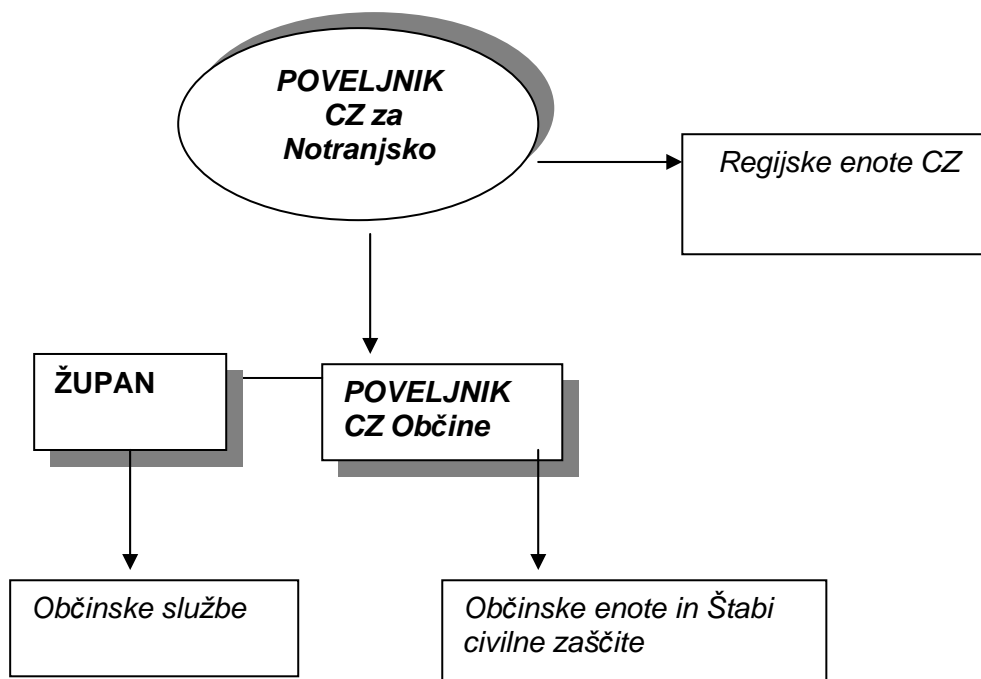 POVELJNIK
CZ za
Notranjsko
Regijske enote CZ
ŽUPAN
POVELJNIK
CZ Občine
Občinske službe
Občinske enote in Štabi
civilne zaščite